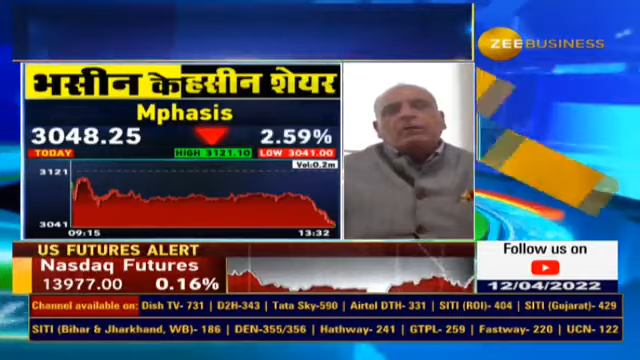 ZEE BUSINESS
भसीन के हसीन शेयर
Mphasis
3048.25 2.59%
TODAY HIGH 3121.10 LOW 3041.00
Vol:0.2m
3121
3041
09:15 13:32
US FUTURES ALERT
Nasdaq Futures
13977.00 0.16%
Follow us on
12/04/2022
Channel available on: Dish TV- 731 | D2H-343 | Tata Sky-590 | Airtel DTH- 331 | SITI (ROI)- 404 | SITI (Gujarat)- 429
SITI (Bihar & Jharkhand, WB)- 186 | DEN-355/356 | Hathway- 241 | GTPL- 259 | Fastway- 220 | UCN- 122